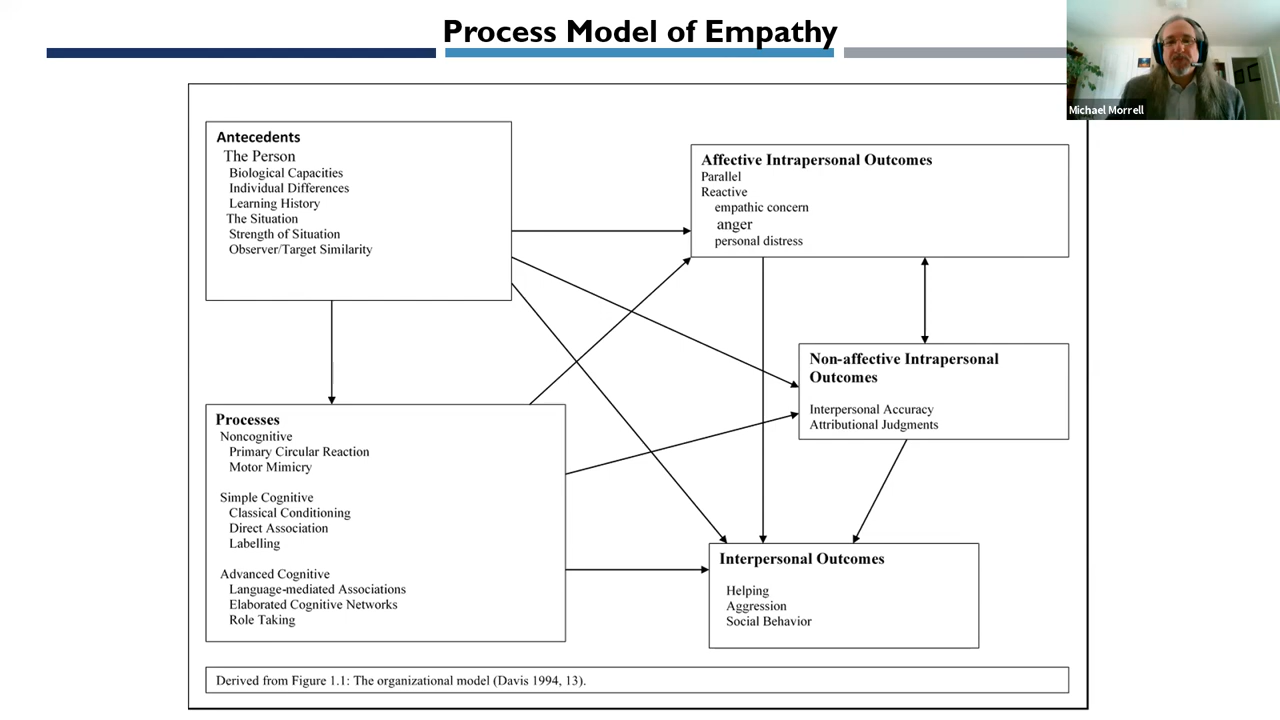 Process Model of Empathy
Michael Morrell
Antecedents
The Person
Biological Capacities
Individual Differences
Learning History
The Situation
Strength of Situation
Observer/Target Similarity
Affective Intrapersonal Outcomes
Parallel
Reactive
empathic concern
anger
personal distress
Non-affective Intrapersonal
Outcomes
Interpersonal Accuracy
Attributional Judgments
Processes
Noncognitive
Primary Circular Reaction
Motor Mimicry
Simple Cognitive
Classical Conditioning
Direct Association
Labelling
Advanced Cognitive
Language-mediated Associations
Elaborated Cognitive Networks
Role Taking
Interpersonal Outcomes
Helping
Aggression
Social Behavior
Derived from Figure 1.1: The organizational model (Davis 1994, 13).